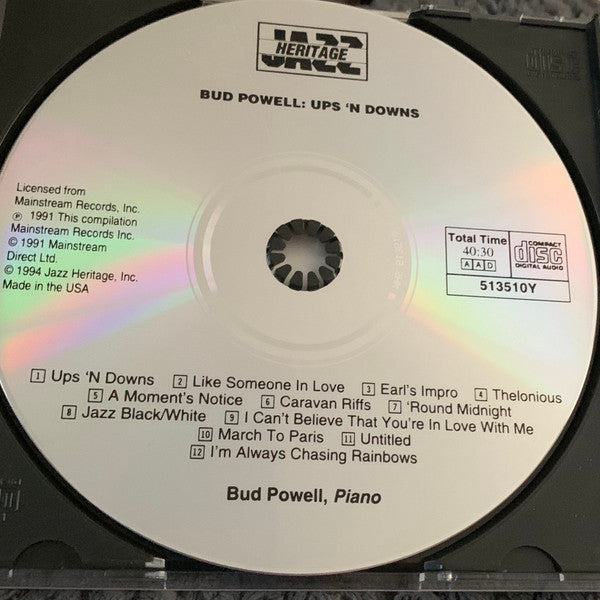 JAZZ
HERITAGE
BUD POWELL: UPS 'N DOWNS
Licensed from
Mainstream Records, Inc.
Ⓟ 1991 This compilation
Mainstream Records Inc.
© 1991 Mainstream
Direct Ltd.
© 1994 Jazz Heritage, Inc.
Made in the USA
Total Time
40:30
A A D
COMPACT
disc
DIGITAL AUDIO
513510Y
1 Ups 'N Downs 2 Like Someone In Love 3 Earl's Impro 4 Thelonious
5 A Moment's Notice 6 Caravan Riffs 7 'Round Midnight
8 Jazz Black/White 9 I Can't Believe That You're In Love With Me
10 March To Paris 11 Untitled
12 I'm Always Chasing Rainbows
Bud Powell, Piano